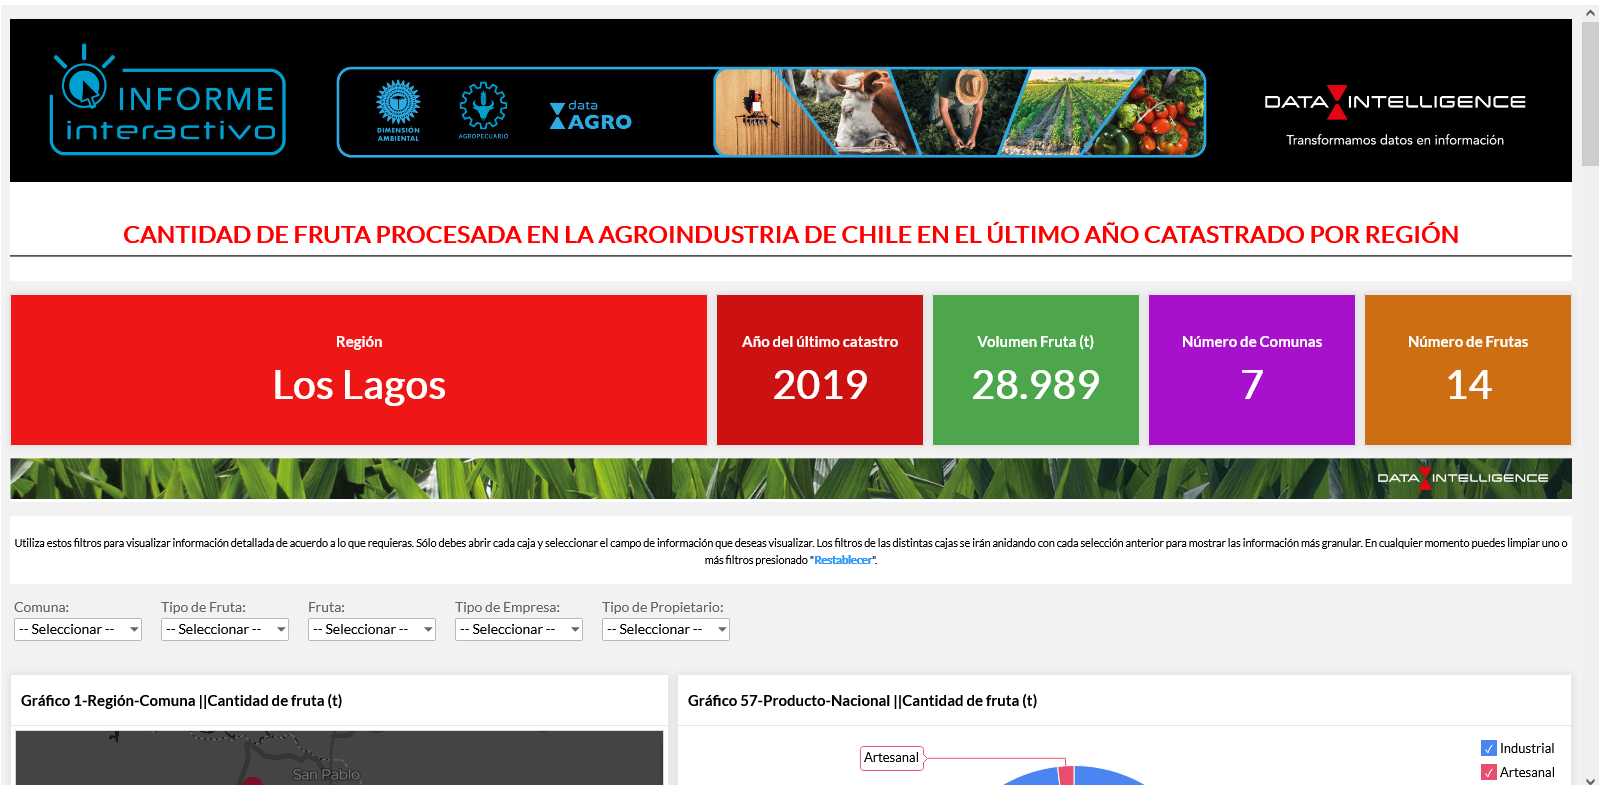 INFORME
interactivo
DIMENSIÓN
AMBIENTAL
AGROPECUARIO
data
AGRO
DATA INTELLIGENCE
Transformamos datos en información
CANTIDAD DE FRUTA PROCESADA EN LA AGROINDUSTRIA DE CHILE EN EL ÚLTIMO AÑO CATASTRADO POR REGIÓN
Región
Los Lagos
Año del último catastro
2019
Volumen Fruta (t)
28.989
Número de Comunas
7
Número de Frutas
14
DATA INTELLIGENCE
Utiliza estos filtros para visualizar información detallada de acuerdo a lo que requieras. Sólo debes abrir cada caja y seleccionar el campo de información que deseas visualizar. Los filtros de las distintas cajas se irán anidando con cada selección anterior para mostrar las información más granular. En cualquier momento puedes limpiar uno o
más filtros presionado "Restablecer".
Comuna: Tipo de Fruta: Fruta: Tipo de Empresa: Tipo de Propietario:
-- Seleccionar -- -- Seleccionar -- -- Seleccionar -- -- Seleccionar -- -- Seleccionar --
Gráfico 1-Región-Comuna ||Cantidad de fruta (t)
San Pablo
Gráfico 57-Producto-Nacional ||Cantidad de fruta (t)
Artesanal
Industrial
Artesanal